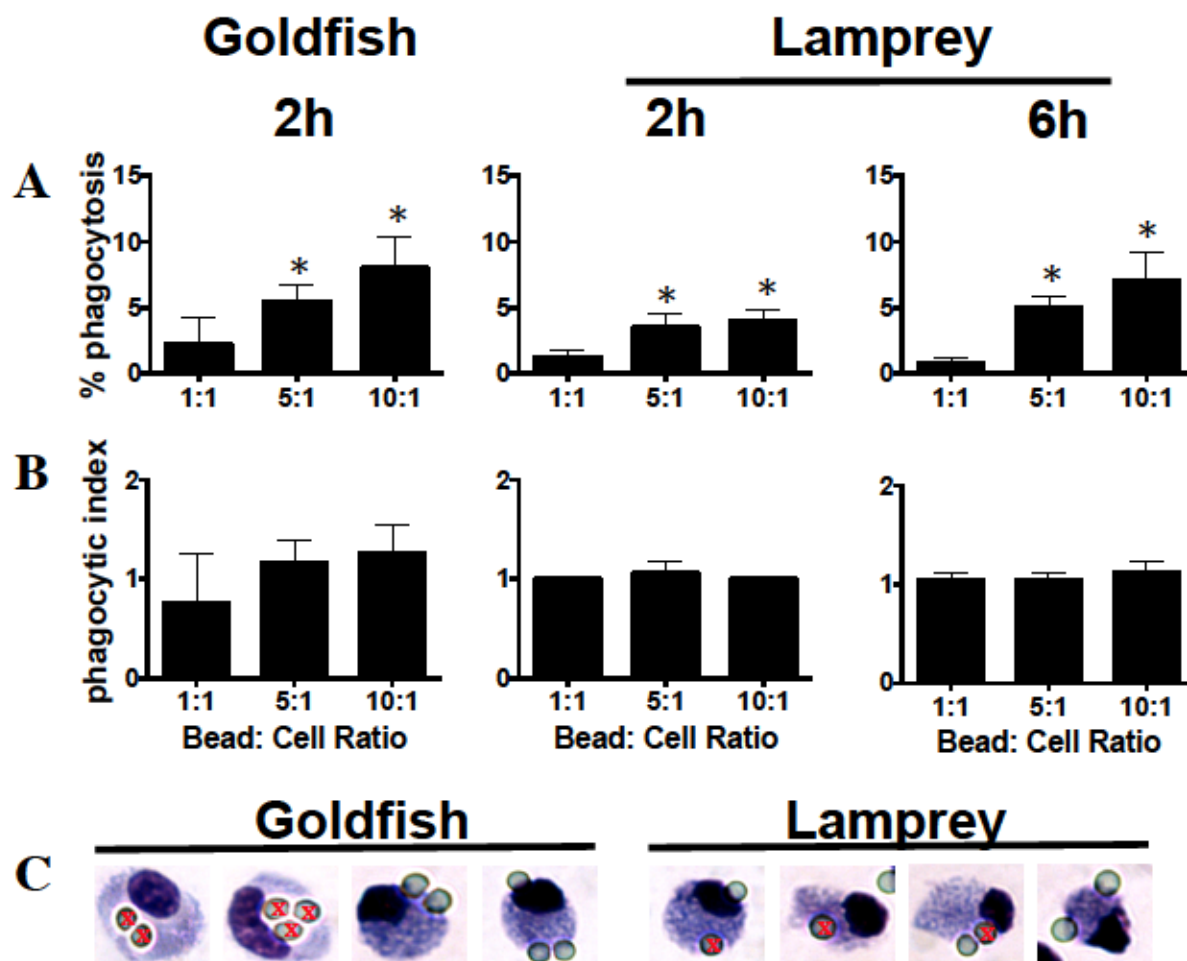 Goldfish Lamprey
2h 2h 6h
A
% phagocytosis
15 15 15
* * *
10 10 10
* * *
5 5 5
0 0 0
1:1 5:1 10:1 1:1 5:1 10:1 1:1 5:1 10:1
B
phagocytic index
2 2 2
1 1 1
0 0 0
1:1 5:1 10:1 1:1 5:1 10:1 1:1 5:1 10:1
Bead: Cell Ratio Bead: Cell Ratio Bead: Cell Ratio
Goldfish Lamprey
C
X X X X X X X X